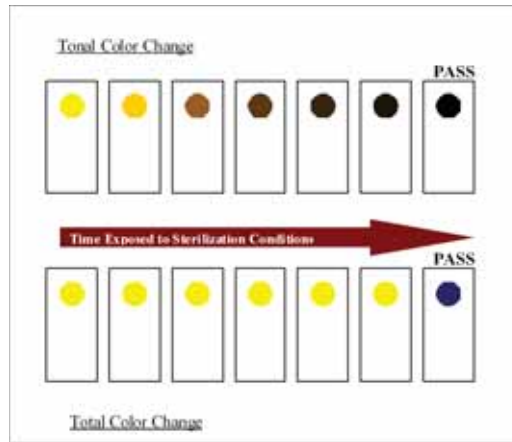 Tonal Color Change
PASS
Time Exposed to Sterilization Conditions
PASS
Total Color Change